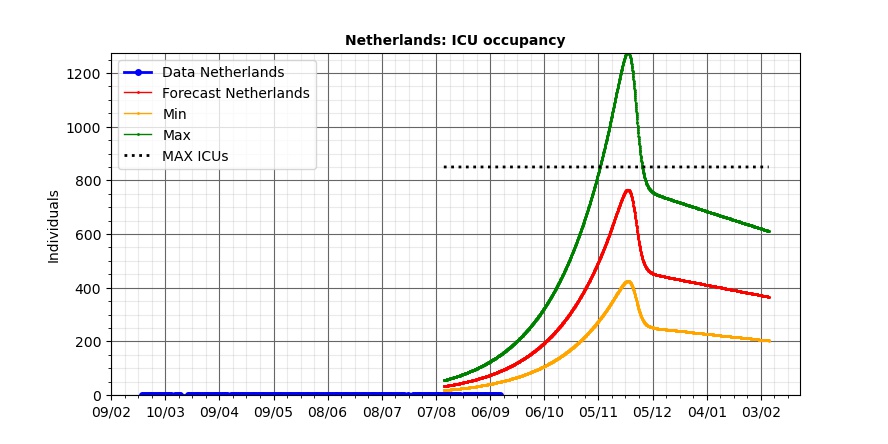 Netherlands: ICU occupancy
Individuals
1200
1000
800
600
400
200
0
Data Netherlands
Forecast Netherlands
Min
Max
MAX ICUs
09/02 10/03 09/04 09/05 08/06 08/07 07/08 06/09 06/10 05/11 05/12 04/01 03/02